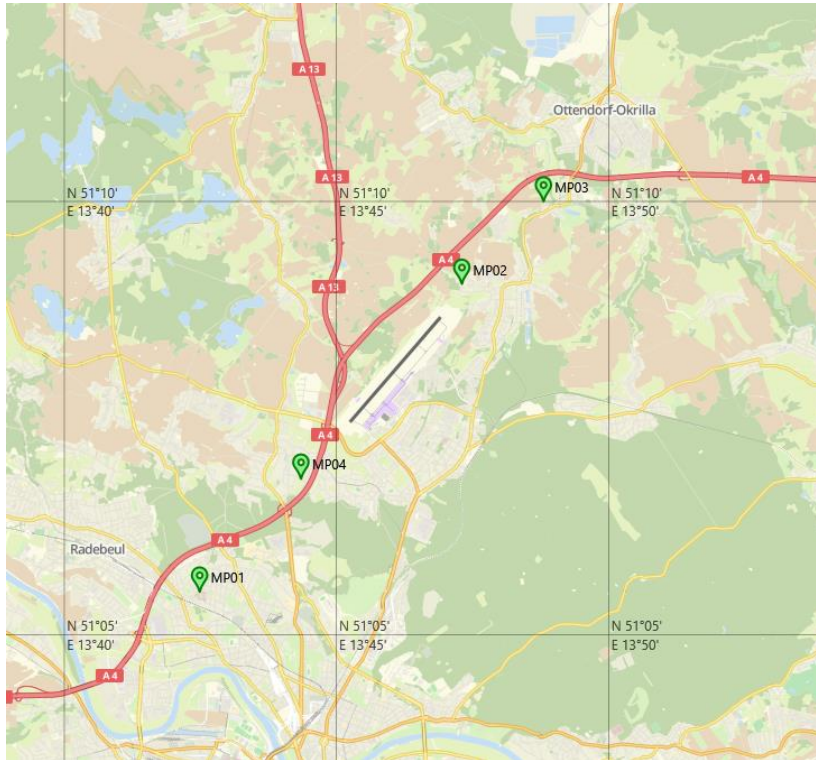 A 13
Ottendorf-Okrilla
A 13
A 4
N 51°10'
E 13°40'
N 51°10'
E 13°45'
MP03
N 51°10'
E 13°50'
A 4
MP02
A 13
A 4
MP04
A 4
Radebeul
MP01
N 51°05'
E 13°40'
N 51°05'
E 13°45'
N 51°05'
E 13°50'
A 4